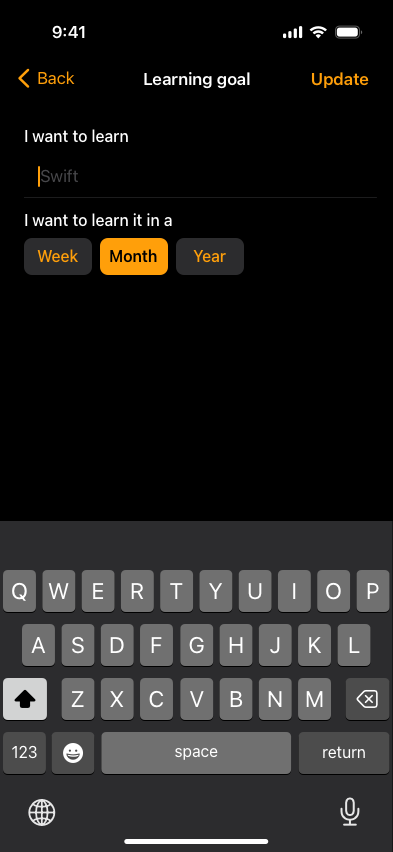 9:41
Back Learning goal Update
I want to learn
Swift
I want to learn it in a
Week Month Year
Q W E R T Y U I O P
A S D F G H J K L
Z X C V B N M
123 space return